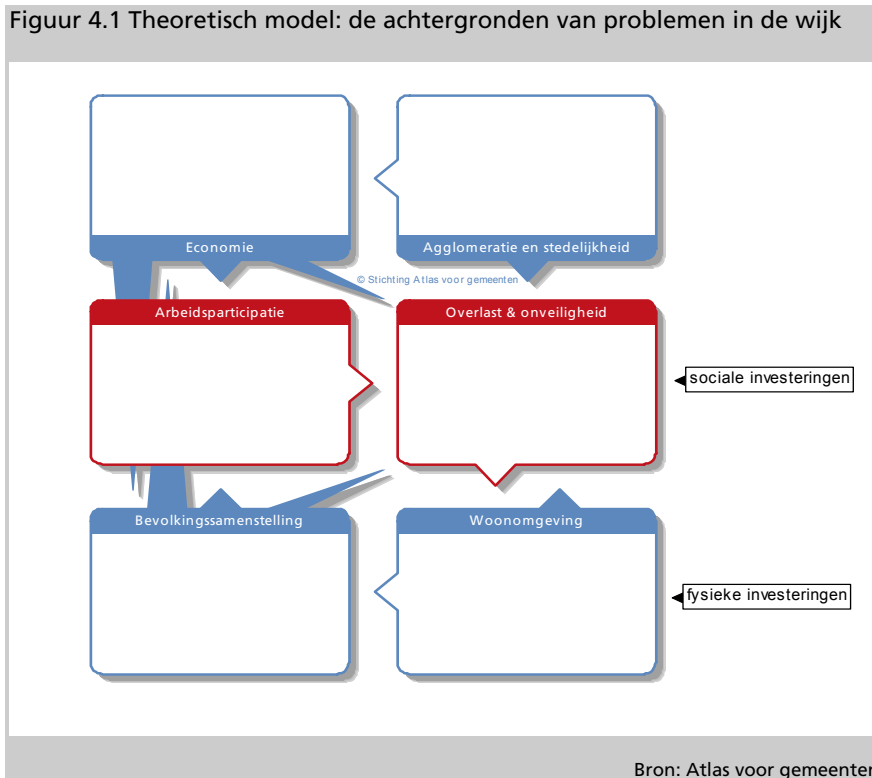 Figuur 4.1 Theoretisch model: de achtergronden van problemen in de wijk
Economie
Agglomeratie en stedelijkheid
© Stichting Atlas voor gemeenten
Arbeidsparticipatie
Overlast & onveiligheid
sociale investeringen
Bevolkingssamenstelling
Woonomgeving
fysieke investeringen
Bron: Atlas voor gemeenten